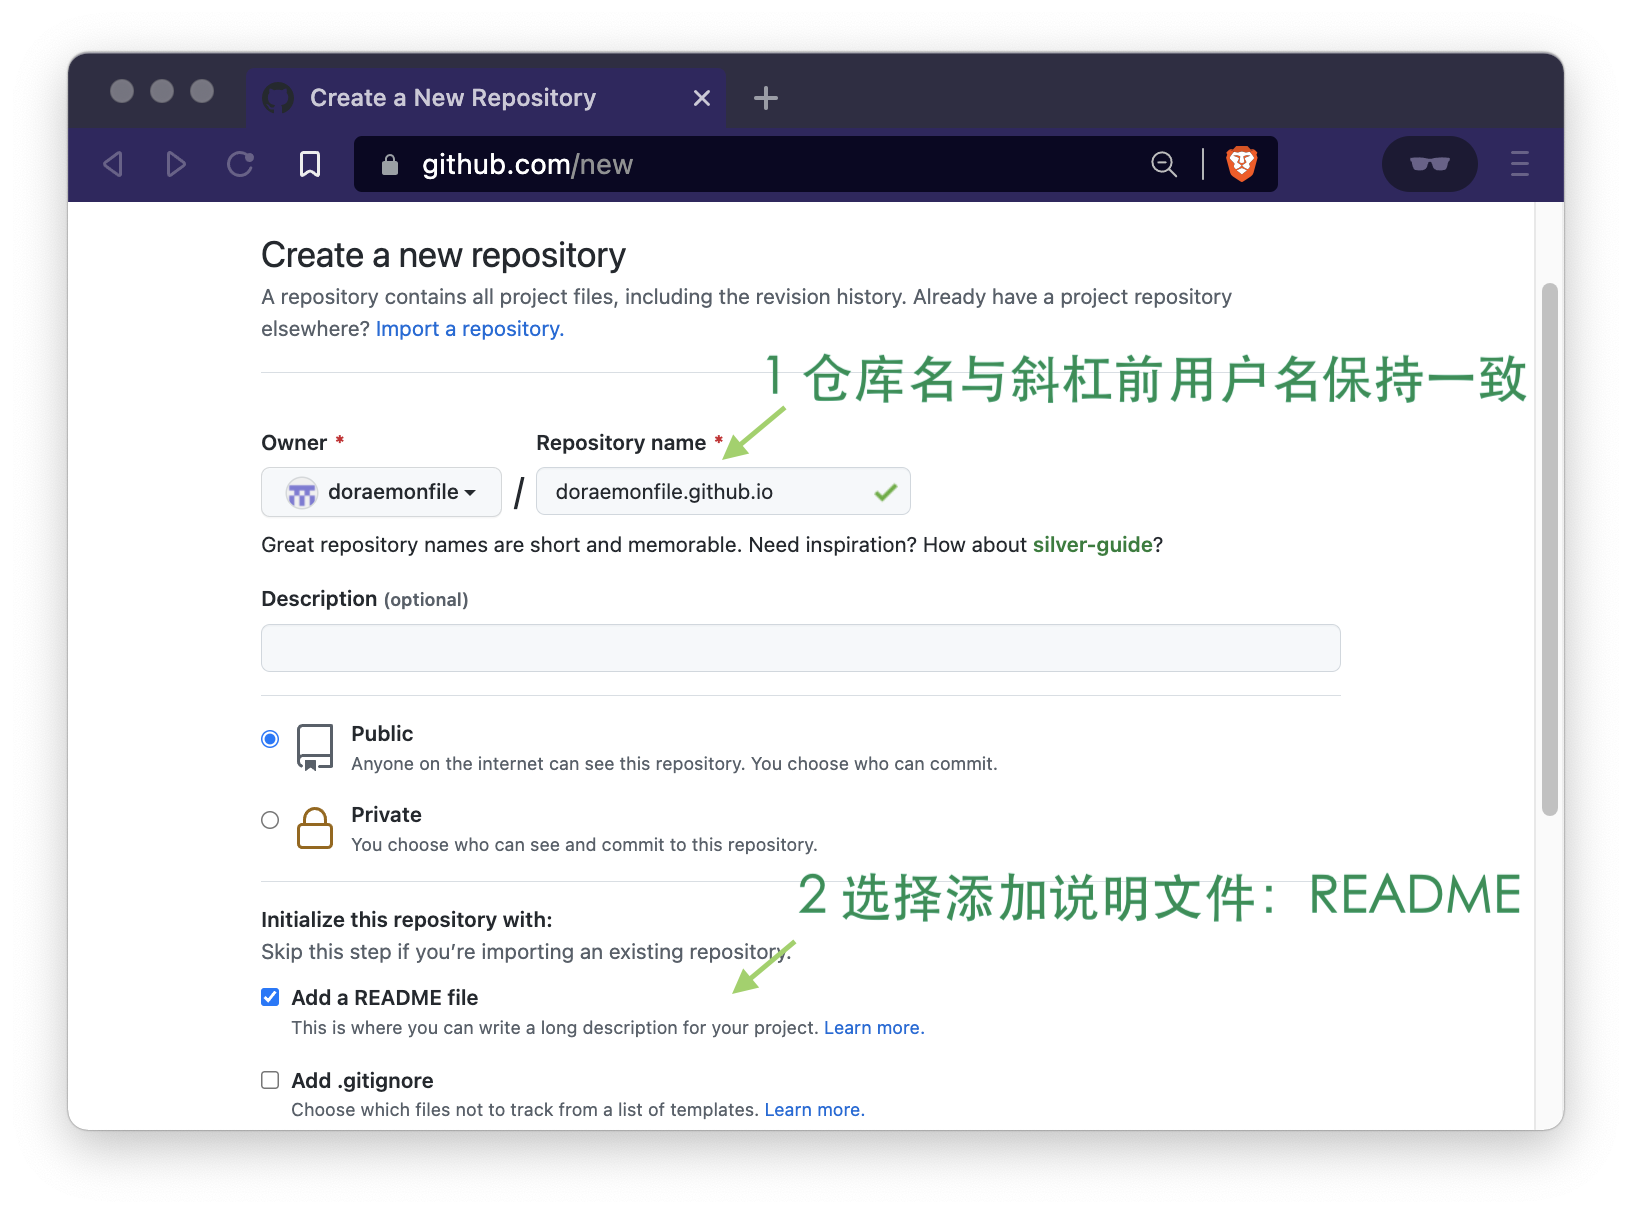 Create a New Repository
github.com/new
Create a new repository
A repository contains all project files, including the revision history. Already have a project repository
elsewhere? Import a repository.
1 仓库名与斜杠前用户名保持一致
Owner * Repository name *
doraemonfile / doraemonfile.github.io
Great repository names are short and memorable. Need inspiration? How about silver-guide?
Description (optional)
Public
Anyone on the internet can see this repository. You choose who can commit.
Private
You choose who can see and commit to this repository.
2 选择添加说明文件：README
Initialize this repository with:
Skip this step if you’re importing an existing repository.
Add a README file
This is where you can write a long description for your project. Learn more.
Add .gitignore
Choose which files not to track from a list of templates. Learn more.